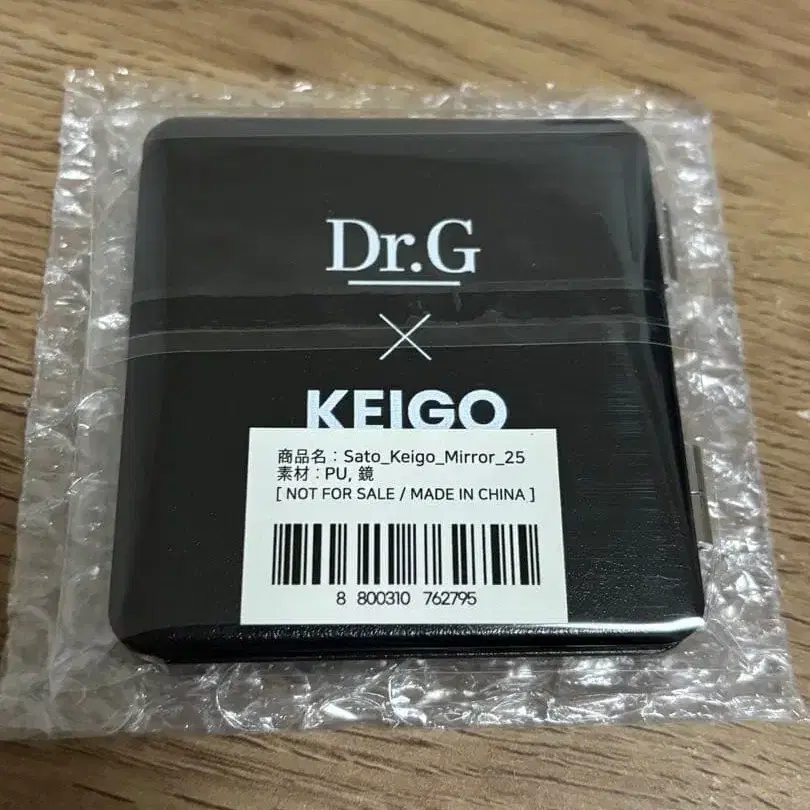 Dr.G
×
KEIGO
商品名：Sato_Keigo_Mirror_25
素材：PU, 鏡
[ NOT FOR SALE / MADE IN CHINA ]
8 800310 762795